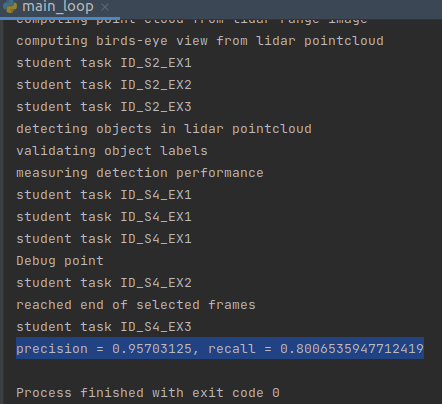 main_loop
computing point cloud from lidar range image
computing birds-eye view from lidar pointcloud
student task ID_S2_EX1
student task ID_S2_EX2
student task ID_S2_EX3
detecting objects in lidar pointcloud
validating object labels
measuring detection performance
student task ID_S4_EX1
student task ID_S4_EX1
student task ID_S4_EX1
Debug point
student task ID_S4_EX2
reached end of selected frames
student task ID_S4_EX3
precision = 0.95703125, recall = 0.8006535947712419
Process finished with exit code 0